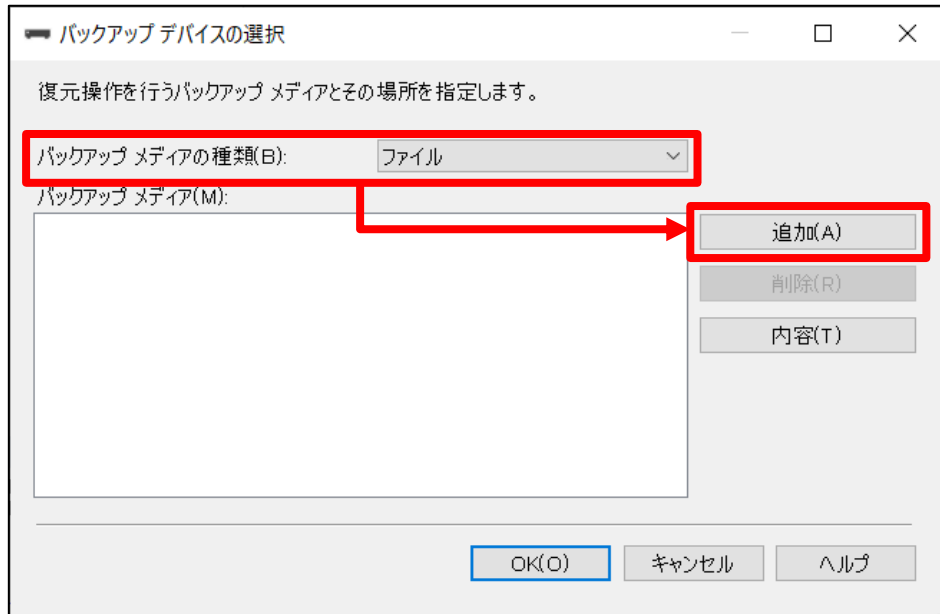 バックアップ デバイスの選択
復元操作を行うバックアップ メディアとその場所を指定します。
バックアップ メディアの種類(B): ファイル
バックアップ メディア(M):
追加(A)
削除(R)
内容(T)
OK(O) キャンセル ヘルプ